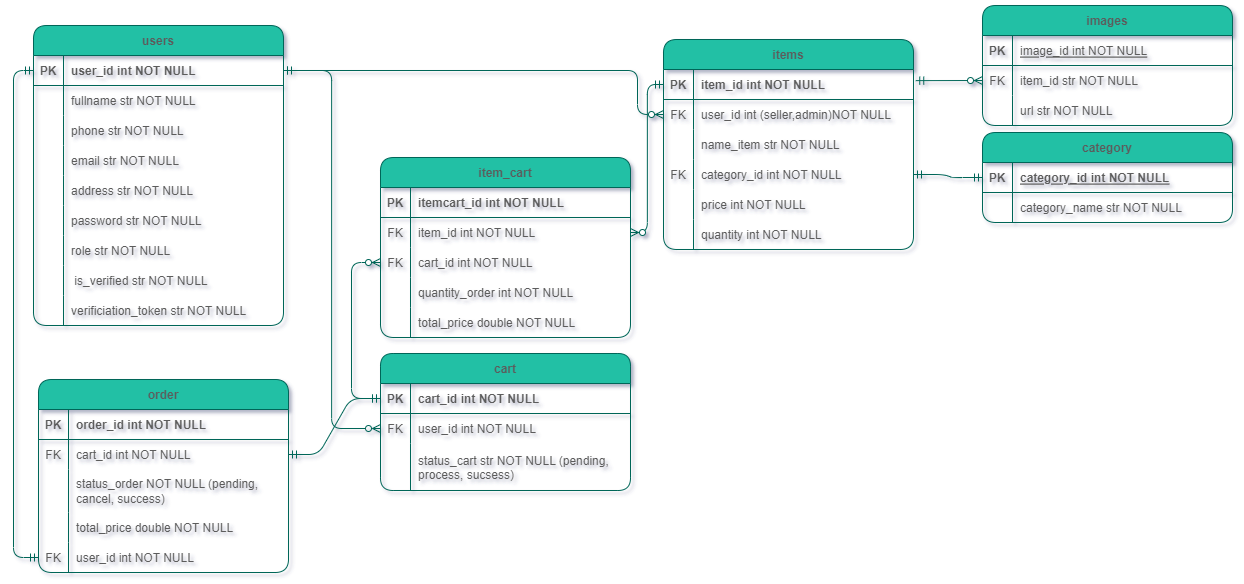 users
PK user_id int NOT NULL
fullname str NOT NULL
phone str NOT NULL
email str NOT NULL
address str NOT NULL
password str NOT NULL
role str NOT NULL
is_verified str NOT NULL
verificiation_token str NOT NULL
order
PK order_id int NOT NULL
FK cart_id int NOT NULL
status_order NOT NULL (pending,
cancel, success)
total_price double NOT NULL
FK user_id int NOT NULL
item_cart
PK itemcart_id int NOT NULL
FK item_id int NOT NULL
FK cart_id int NOT NULL
quantity_order int NOT NULL
total_price double NOT NULL
cart
PK cart_id int NOT NULL
FK user_id int NOT NULL
status_cart str NOT NULL (pending,
process, sucsess)
items
PK item_id int NOT NULL
FK user_id int (seller,admin)NOT NULL
name_item str NOT NULL
FK category_id int NOT NULL
price int NOT NULL
quantity int NOT NULL
images
PK image_id int NOT NULL
FK item_id str NOT NULL
url str NOT NULL
category
PK category_id int NOT NULL
category_name str NOT NULL